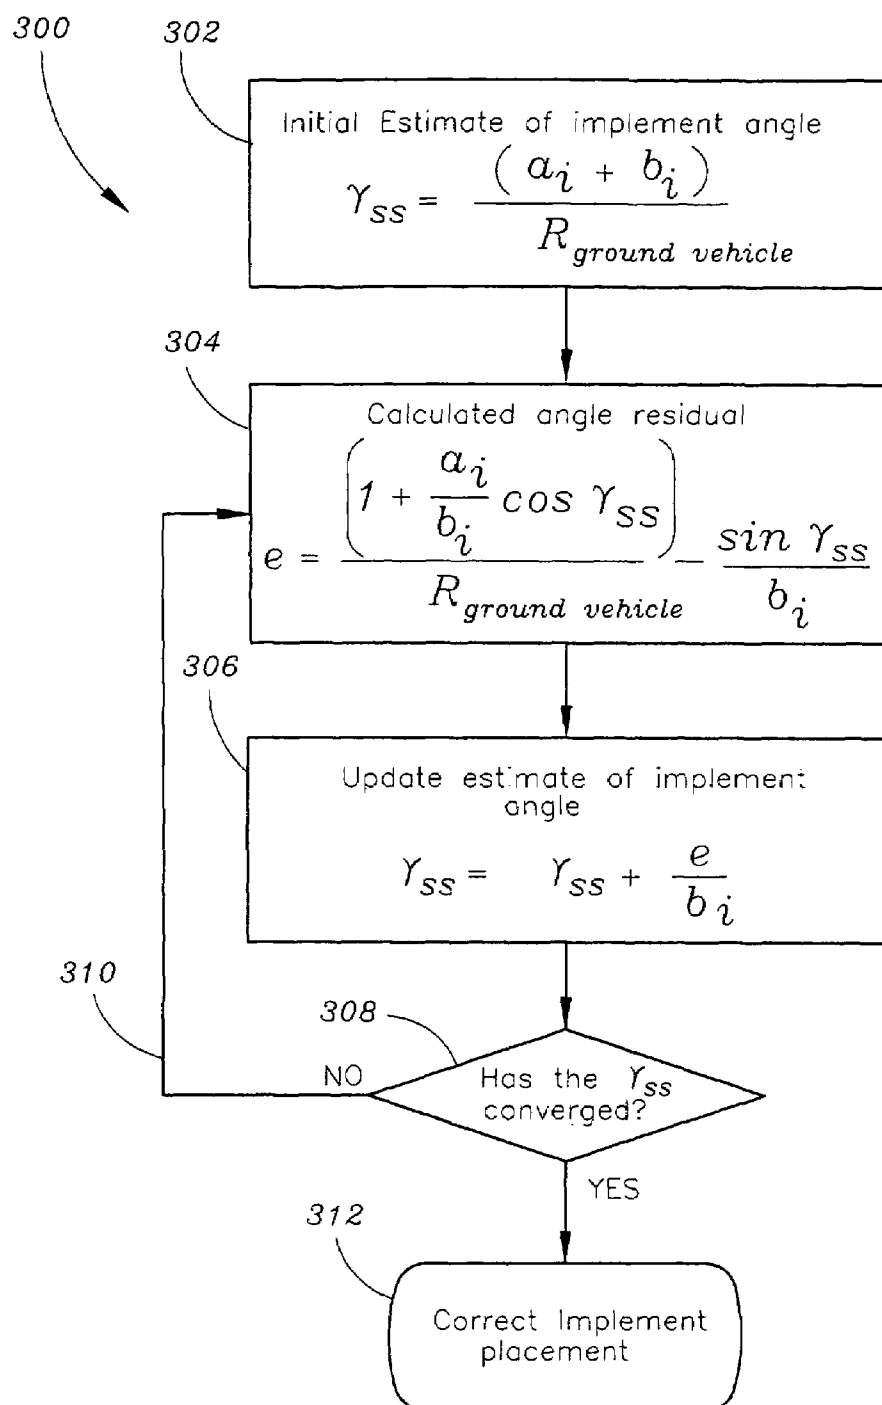 300
302
Initial Estimate of implement angle
γss = (ai + bi) / Rground vehicle
304
Calculated angle residual
e = (1 + ai/bi cos γss) / Rground vehicle − sin γss / bi
306
Update estimate of implement
angle
γss = γss + e / bi
310
308
NO
Has the γss
converged?
YES
312
Correct Implement
placement